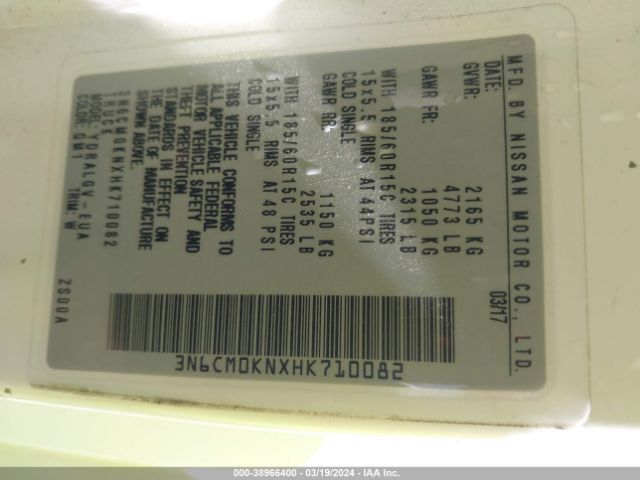 MFD. BY NISSAN MOTOR CO., LTD.
DATE: 03/17
GVWR: 2165 KG
4773 LB
GAWR FR: 1050 KG
2315 LB
WITH 185/60R15C TIRES
15x5.5 RIMS AT 44PSI
COLD SINGLE
GAWR RR: 1150 KG
2535 LB
WITH 185/60R15C TIRES
15x5.5 RIMS AT 48 PSI
COLD SINGLE
THIS VEHICLE CONFORMS TO
ALL APPLICABLE FEDERAL
MOTOR VEHICLE SAFETY AND
THEFT PREVENTION
STANDARDS IN EFFECT ON
THE DATE OF MANUFACTURE
SHOWN ABOVE.
3N6CM0KNXHK710082
TRUCK
COLOR: QM1 TRIM: W
ZS00A
3N6CM0KNXHK710082
000-38966400 - 03/19/2024 - IAA Inc.